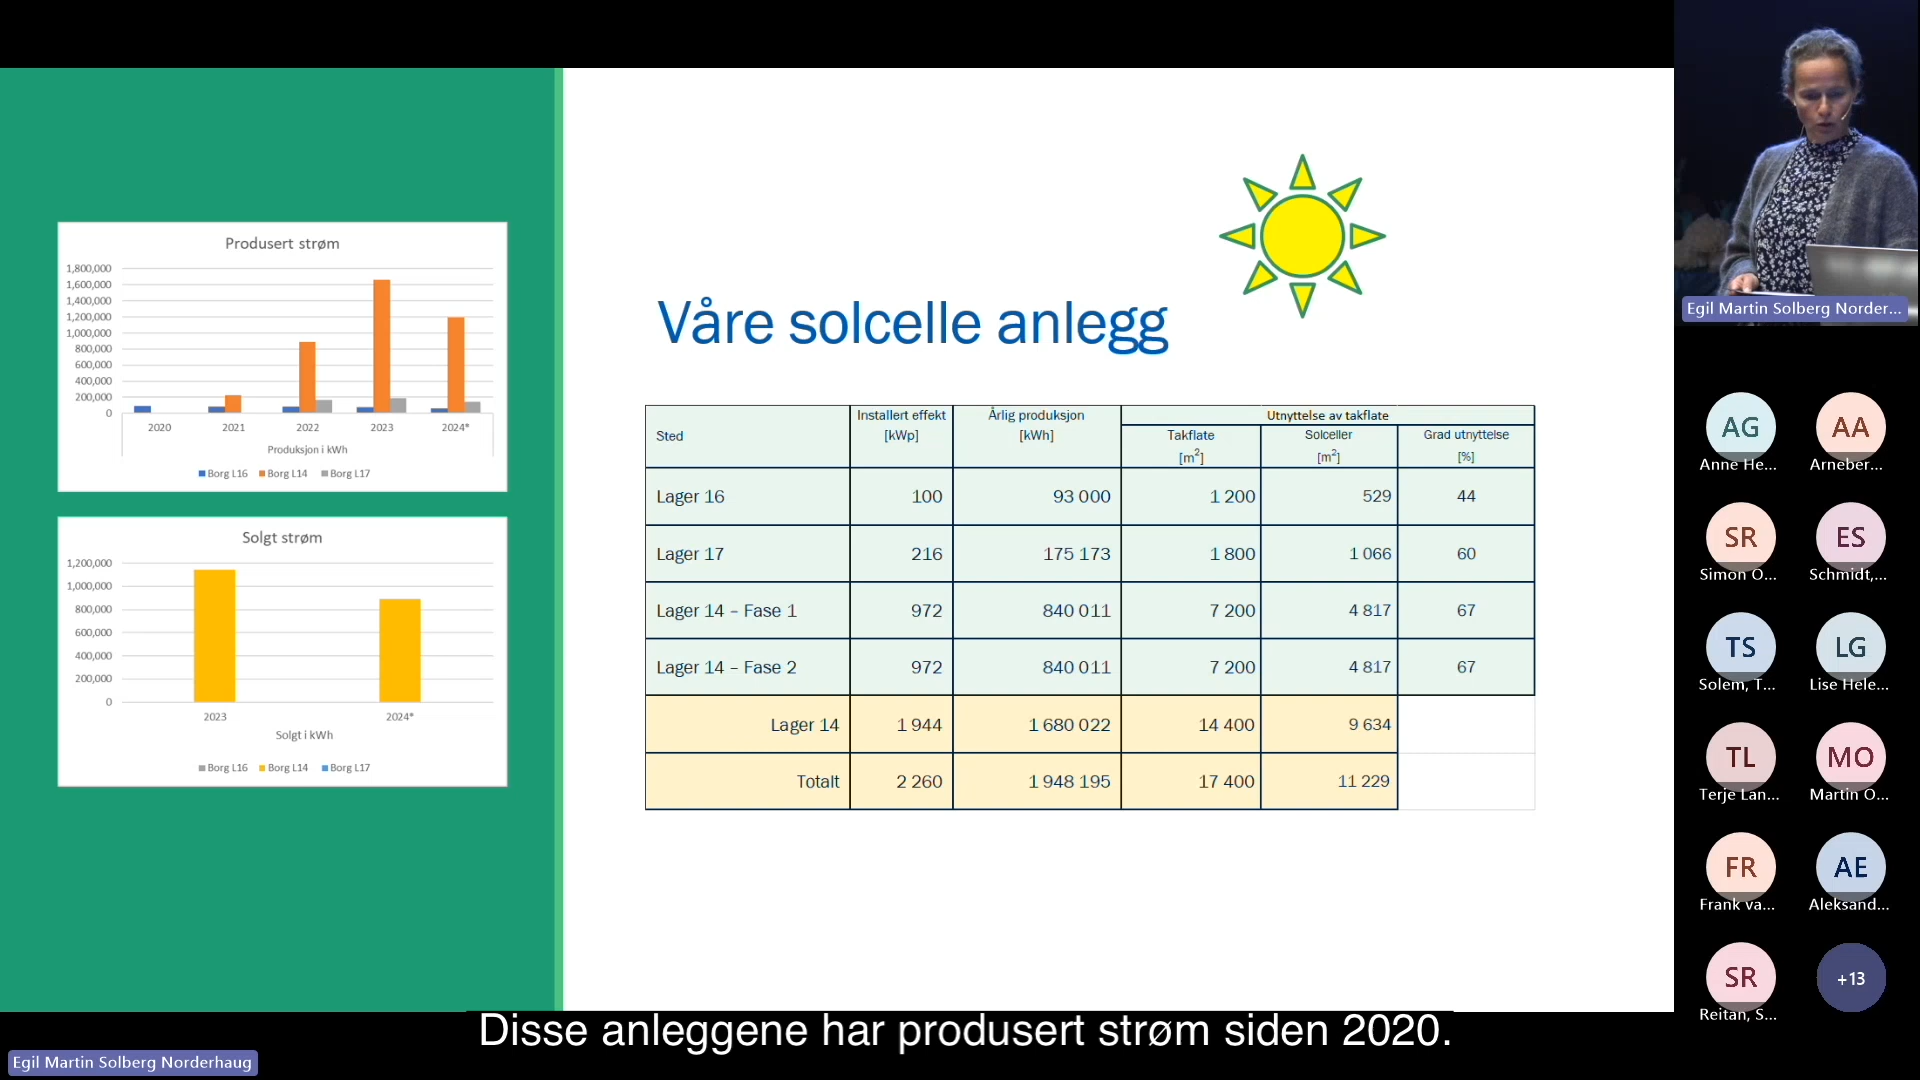 Produsert strøm
1,800,000
1,600,000
1,400,000
1,200,000
1,000,000
800,000
600,000
400,000
200,000
0
2020 2021 2022 2023 2024*
Produksjon i kWh
Borg L16 Borg L14 Borg L17
Solgt strøm
1,200,000
1,000,000
800,000
600,000
400,000
200,000
0
2023 2024*
Solgt i kWh
Borg L16 Borg L14 Borg L17
Våre solcelle anlegg
Sted Installert effekt [kWp] Årlig produksjon [kWh] Utnyttelse av takflate
Takflate [m²] Solceller [m²] Grad utnyttelse [%]
Lager 16 100 93 000 1 200 529 44
Lager 17 216 175 173 1 800 1 066 60
Lager 14 – Fase 1 972 840 011 7 200 4 817 67
Lager 14 – Fase 2 972 840 011 7 200 4 817 67
Lager 14 1 944 1 680 022 14 400 9 634
Totalt 2 260 1 948 195 17 400 11 229
Egil Martin Solberg Norder...
AG AA
Anne He... Arneber...
SR ES
Simon O... Schmidt,...
TS LG
Solem, T... Lise Hele...
TL MO
Terje Lan... Martin O...
FR AE
Frank va... Aleksand...
SR +13
Reitan, S...
Disse anleggene har produsert strøm siden 2020.
Egil Martin Solberg Norderhaug